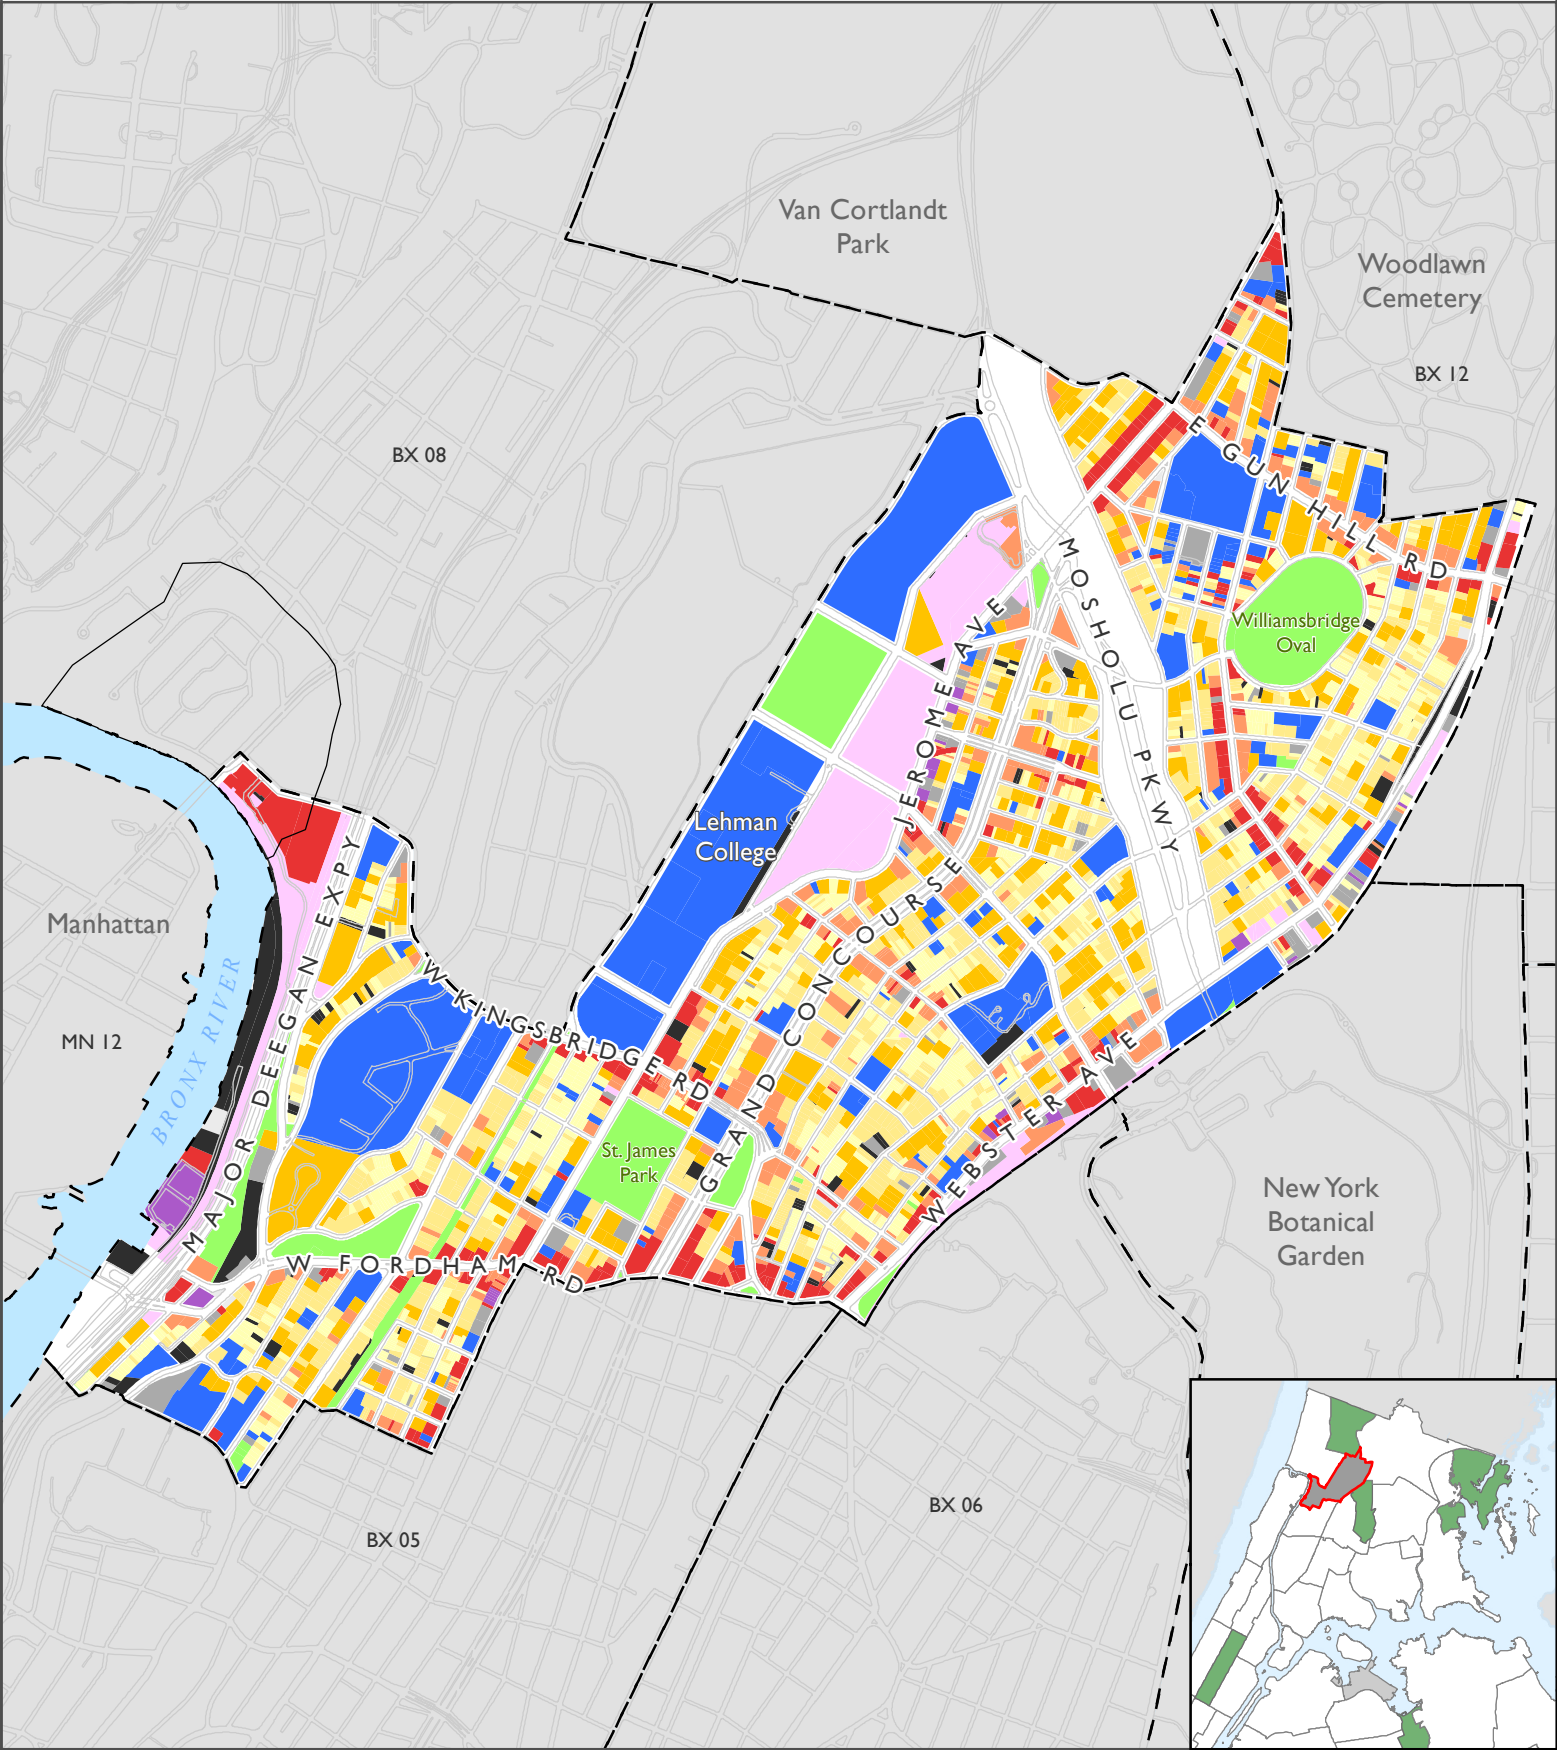 Van Cortlandt
Park
Woodlawn
Cemetery
BX 12
BX 08
E GUN HILL RD
MOSHOLU PKWY
Williamsbridge
Oval
JEROME AVE
Lehman
College
Manhattan
MAJOR DEEGAN EXPY
GRAND CONCOURSE
W KINGSBRIDGE RD
BRONX RIVER
MN 12
WEBSTER AVE
St. James
Park
New York
Botanical
Garden
W FORDHAM RD
BX 06
BX 05